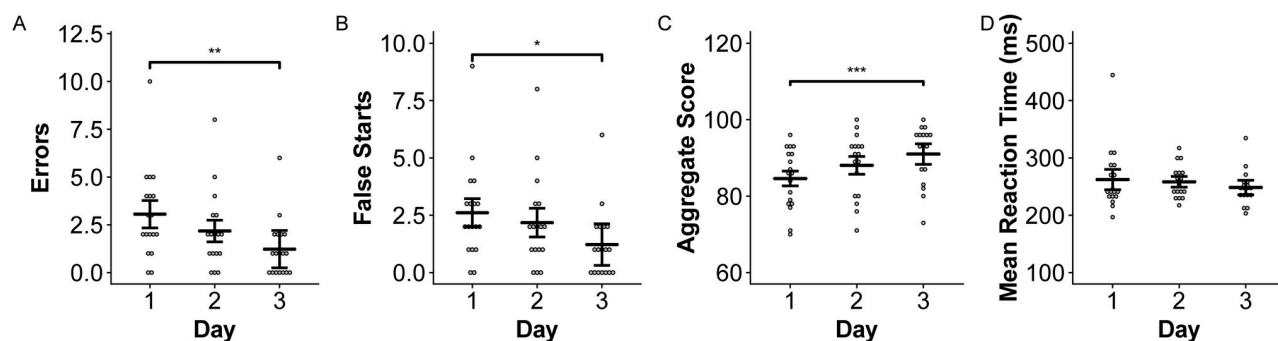 A
Errors
12.5
10.0
7.5
5.0
2.5
0.0
**
1 2 3
Day
B
False Starts
10.0
7.5
5.0
2.5
0.0
*
1 2 3
Day
C
Aggregate Score
120
100
80
60
***
1 2 3
Day
D
Mean Reaction Time (ms)
500
400
300
200
100
1 2 3
Day